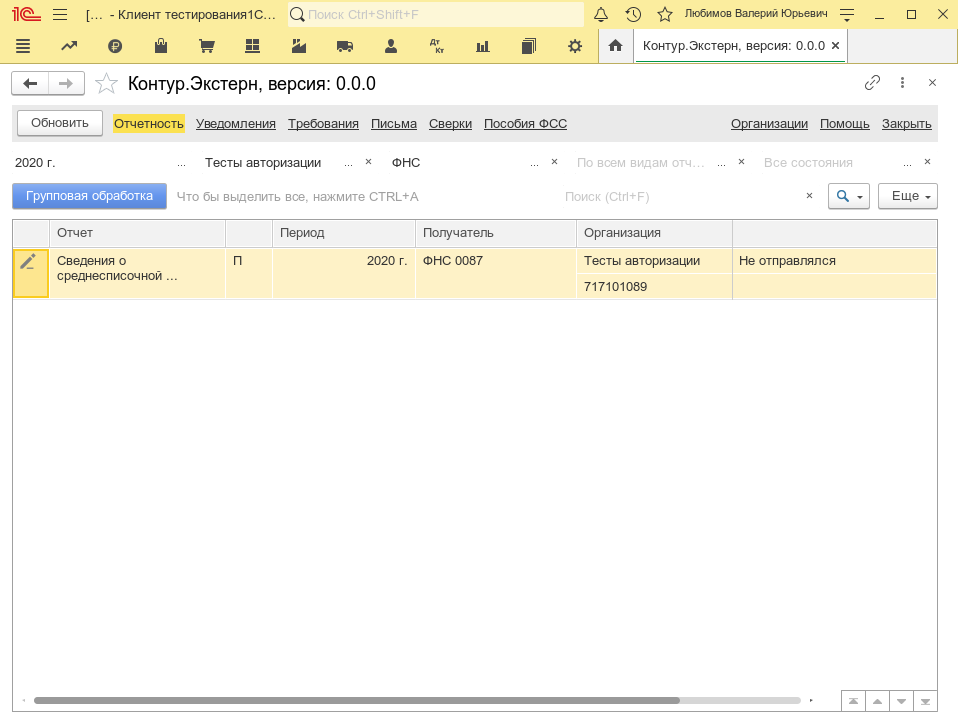 1С [... - Клиент тестирования1С... Поиск Ctrl+Shift+F Любимов Валерий Юрьевич
Дт Кт Контур.Экстерн, версия: 0.0.0 ×
Контур.Экстерн, версия: 0.0.0
Обновить Отчетность Уведомления Требования Письма Сверки Пособия ФСС Организации Помощь Закрыть
2020 г. ... Тесты авторизации ... × ФНС ... × По всем видам отч... ... × Все состояния ... ×
Групповая обработка Что бы выделить все, нажмите CTRL+A Поиск (Ctrl+F) × Еще
Отчет Период Получатель Организация
Сведения о П 2020 г. ФНС 0087 Тесты авторизации Не отправлялся
среднесписочной ...
717101089